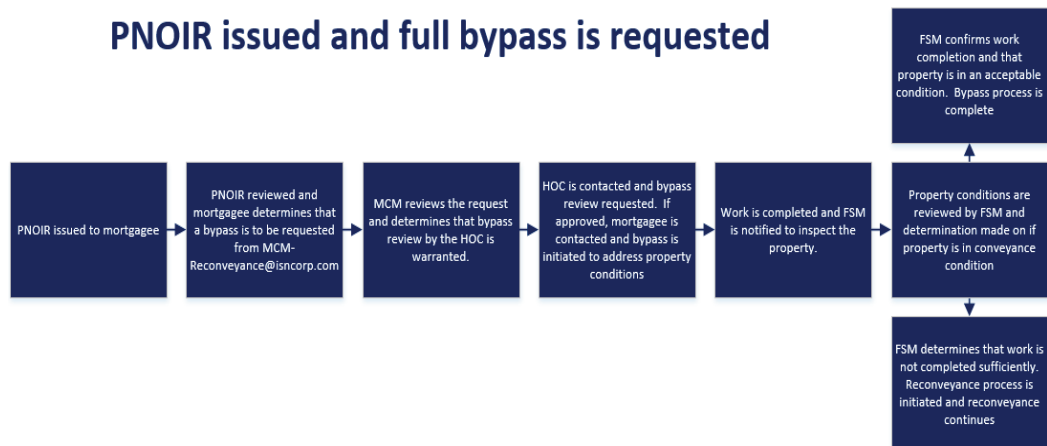 PNOIR issued and full bypass is requested
PNOIR issued to mortgagee
PNOIR reviewed and
mortgagee determines that
a bypass is to be requested
from MCM-
Reconveyance@isncorp.com
MCM reviews the request
and determines that bypass
review by the HOC is
warranted.
HOC is contacted and bypass
review requested. If
approved, mortgagee is
contacted and bypass is
initiated to address property
conditions
Work is completed and FSM
is notified to inspect the
property.
Property conditions are
reviewed by FSM and
determination made on if
property is in conveyance
condition
FSM confirms work
completion and that
property is in an acceptable
condition. Bypass process is
complete
FSM determines that work is
not completed sufficiently.
Reconveyance process is
initiated and reconveyance
continues